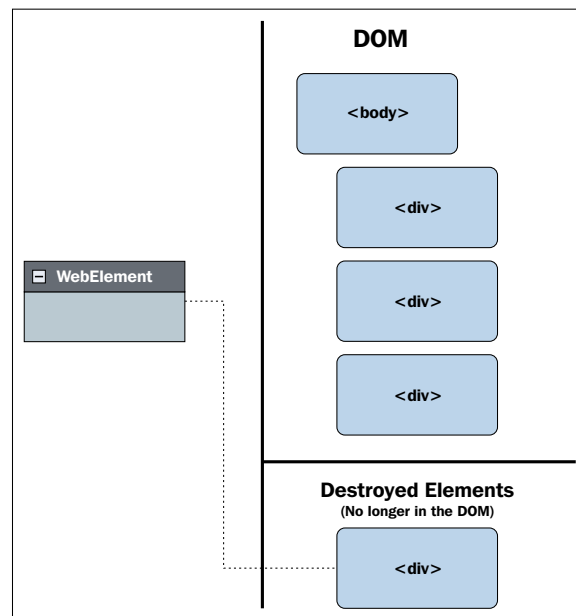 DOM
<body>
<div>
WebElement
<div>
<div>
Destroyed Elements
(No longer in the DOM)
<div>